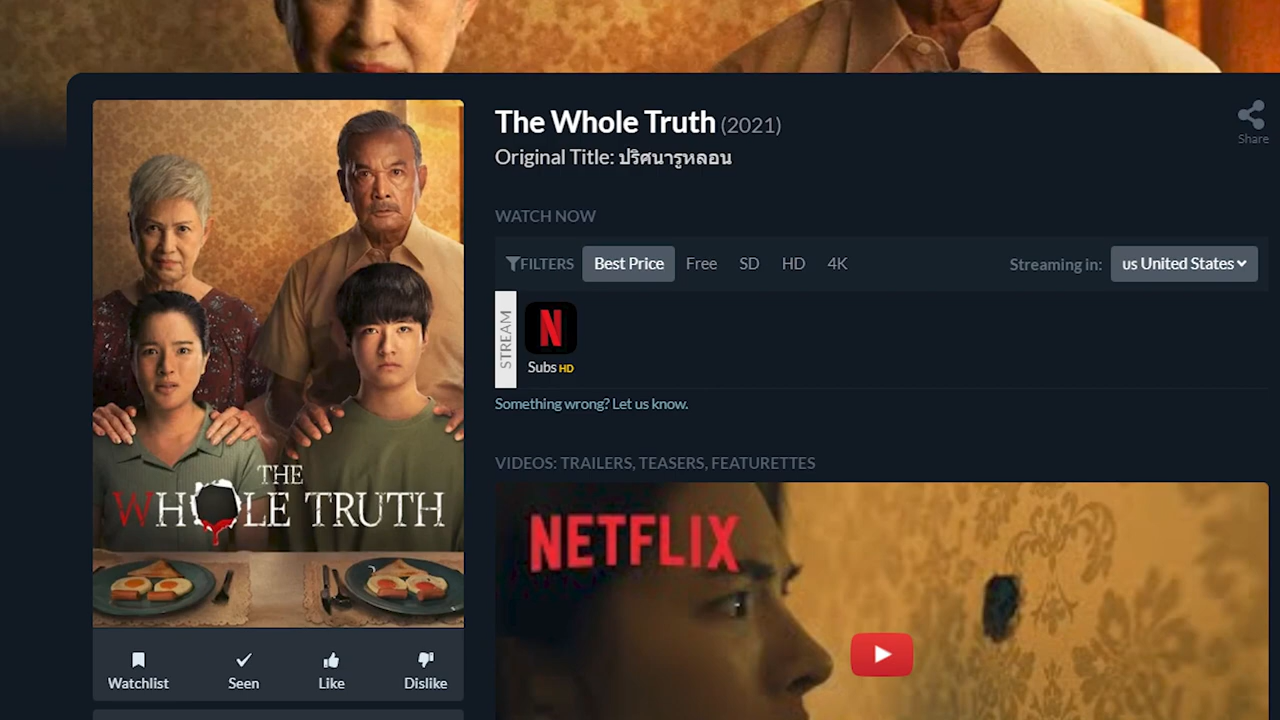 The Whole Truth (2021)
Share
Original Title: ปริศนารูหลอน
WATCH NOW
FILTERS Best Price Free SD HD 4K Streaming in: us United States
STREAM
N
Subs HD
Something wrong? Let us know.
VIDEOS: TRAILERS, TEASERS, FEATURETTES
NETFLIX
THE
WHOLE TRUTH
Watchlist Seen Like Dislike